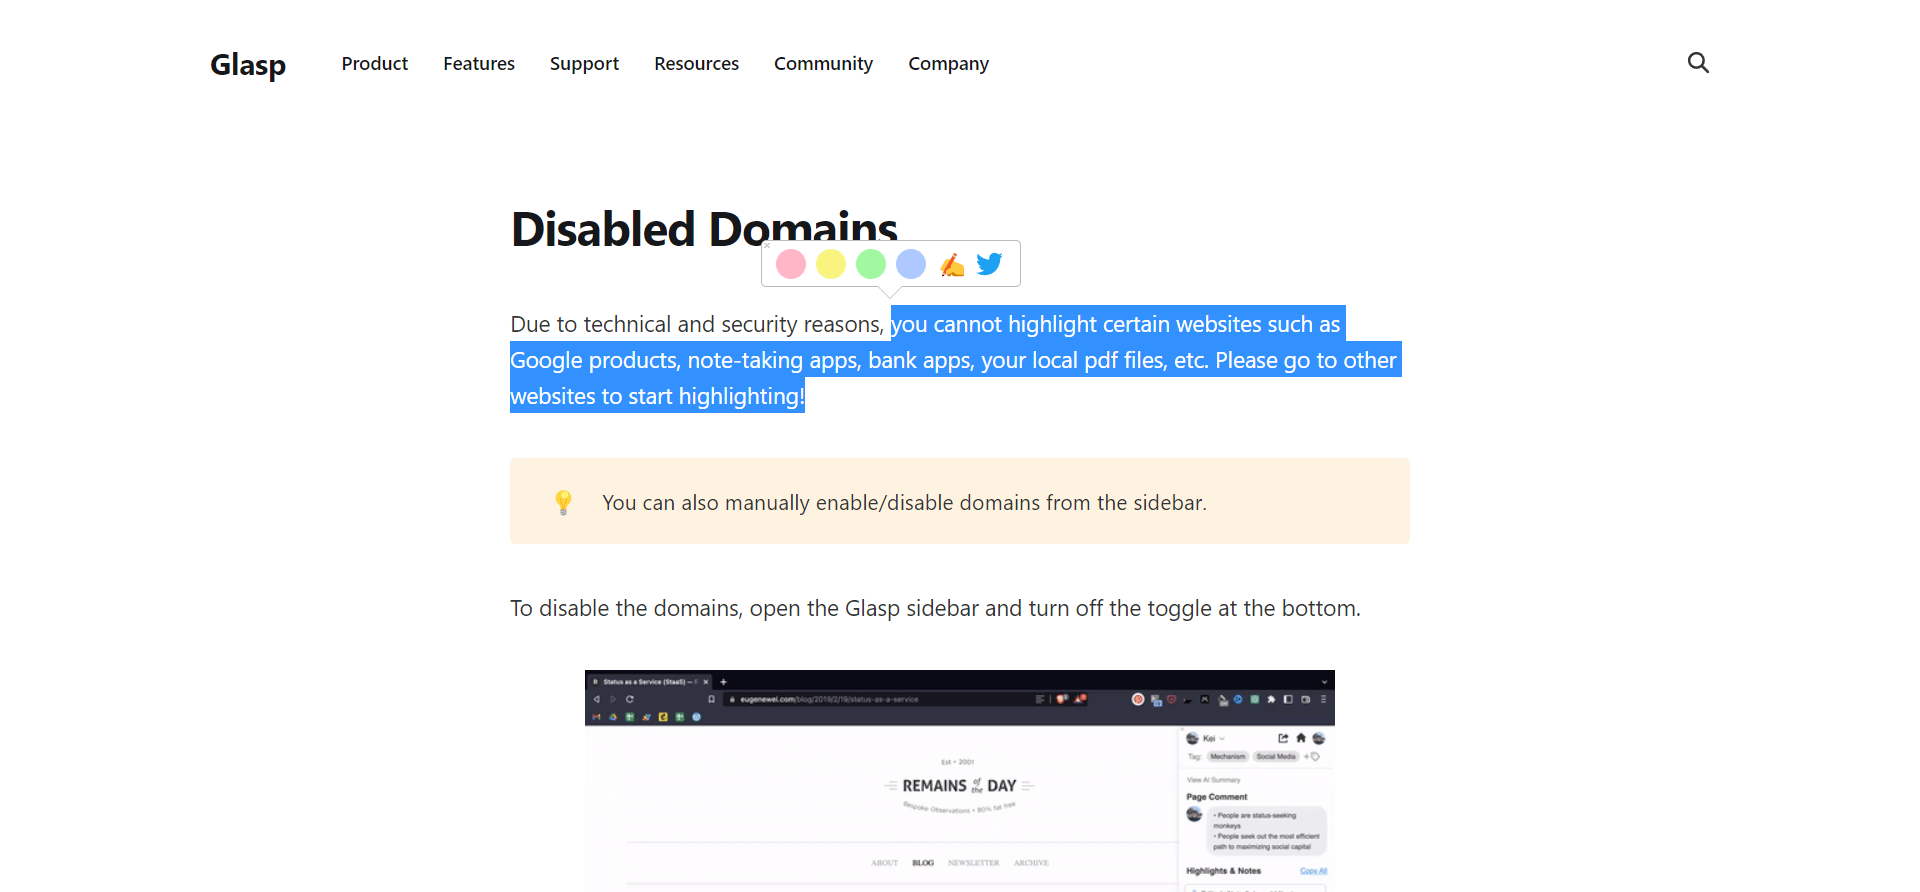 Glasp
Product
Features
Support
Resources
Community
Company
Disabled Domains
Due to technical and security reasons, you cannot highlight certain websites such as
Google products, note-taking apps, bank apps, your local pdf files, etc. Please go to other
websites to start highlighting!
You can also manually enable/disable domains from the sidebar.
To disable the domains, open the Glasp sidebar and turn off the toggle at the bottom.
R Status as a Service (StaaS) —
eugenewei.com/blog/2019/2/19/status-as-a-service
Kei
Tag: Mechanism Social Media +
View AI Summary
Page Comment
• People are status-seeking
monkeys
• People seek out the most efficient
path to maximizing social capital
Highlights & Notes
Copy All
Est • 2001
REMAINS of the DAY
Bespoke Observations • 80% fat free
ABOUT BLOG NEWSLETTER ARCHIVE